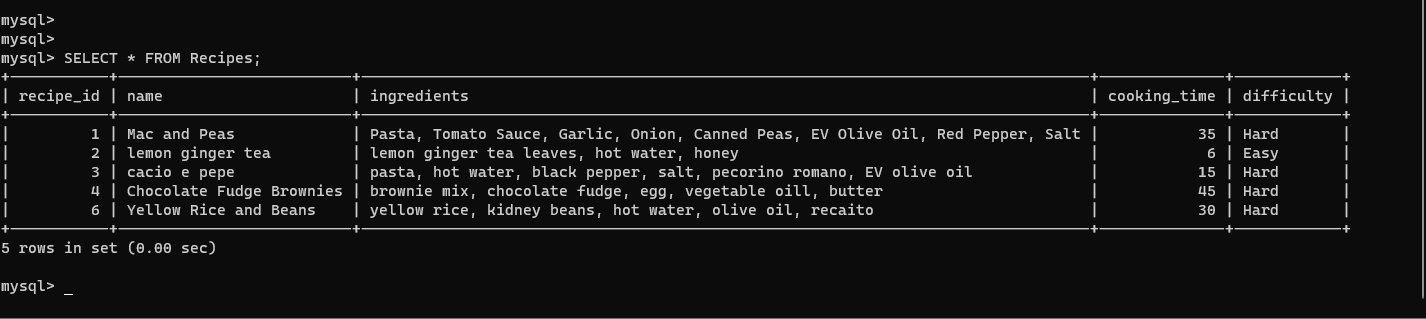 mysql>
mysql>
mysql> SELECT * FROM Recipes;
+-----------+--------------------------+---------------------------------------------------------------------------------+--------------+------------+
| recipe_id | name                     | ingredients                                                                     | cooking_time | difficulty |
+-----------+--------------------------+---------------------------------------------------------------------------------+--------------+------------+
|         1 | Mac and Peas             | Pasta, Tomato Sauce, Garlic, Onion, Canned Peas, EV Olive Oil, Red Pepper, Salt |           35 | Hard       |
|         2 | lemon ginger tea         | lemon ginger tea leaves, hot water, honey                                       |            6 | Easy       |
|         3 | cacio e pepe             | pasta, hot water, black pepper, salt, pecorino romano, EV olive oil             |           15 | Hard       |
|         4 | Chocolate Fudge Brownies | brownie mix, chocolate fudge, egg, vegetable oill, butter                       |           45 | Hard       |
|         6 | Yellow Rice and Beans    | yellow rice, kidney beans, hot water, olive oil, recaito                        |           30 | Hard       |
+-----------+--------------------------+---------------------------------------------------------------------------------+--------------+------------+
5 rows in set (0.00 sec)
mysql> _